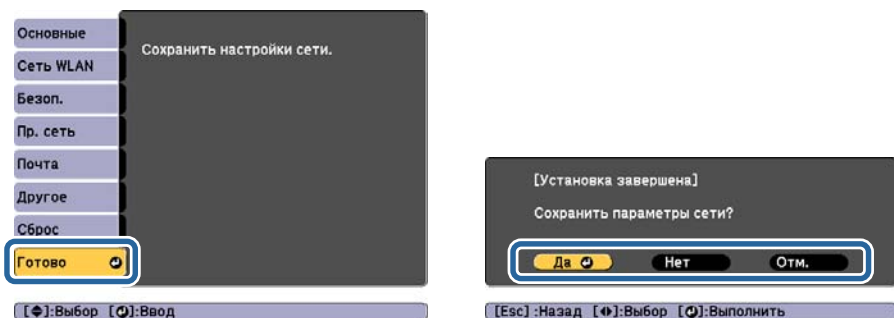 Основные
Сеть WLAN
Безоп.
Пр. сеть
Почта
Другое
Сброс
Готово
Сохранить настройки сети.
[]:Выбор []:Ввод
[Установка завершена]
Сохранить параметры сети?
Да Нет Отм.
[Esc] :Назад []:Выбор []:Выполнить